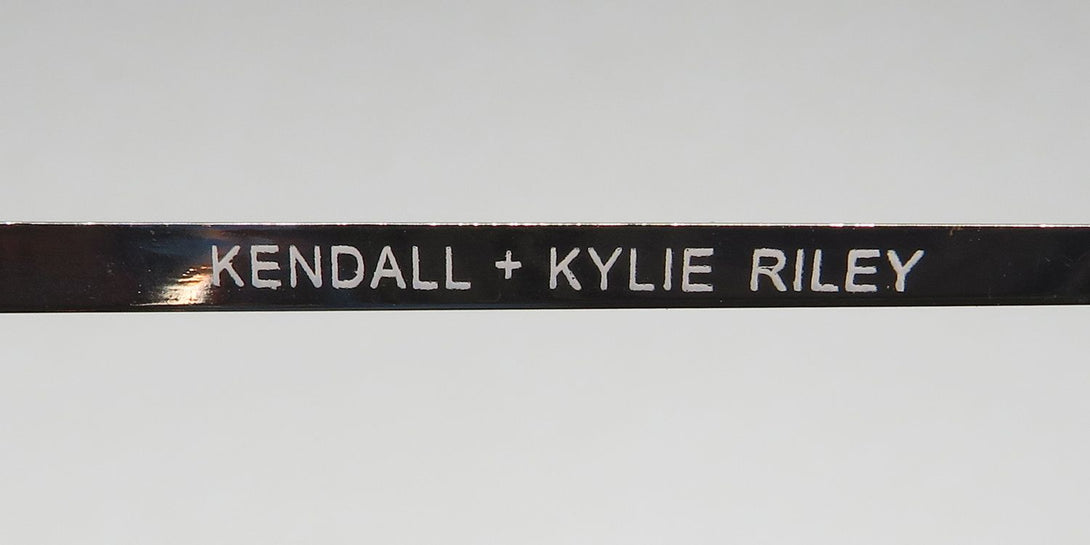 KENDALL + KYLIE RILEY